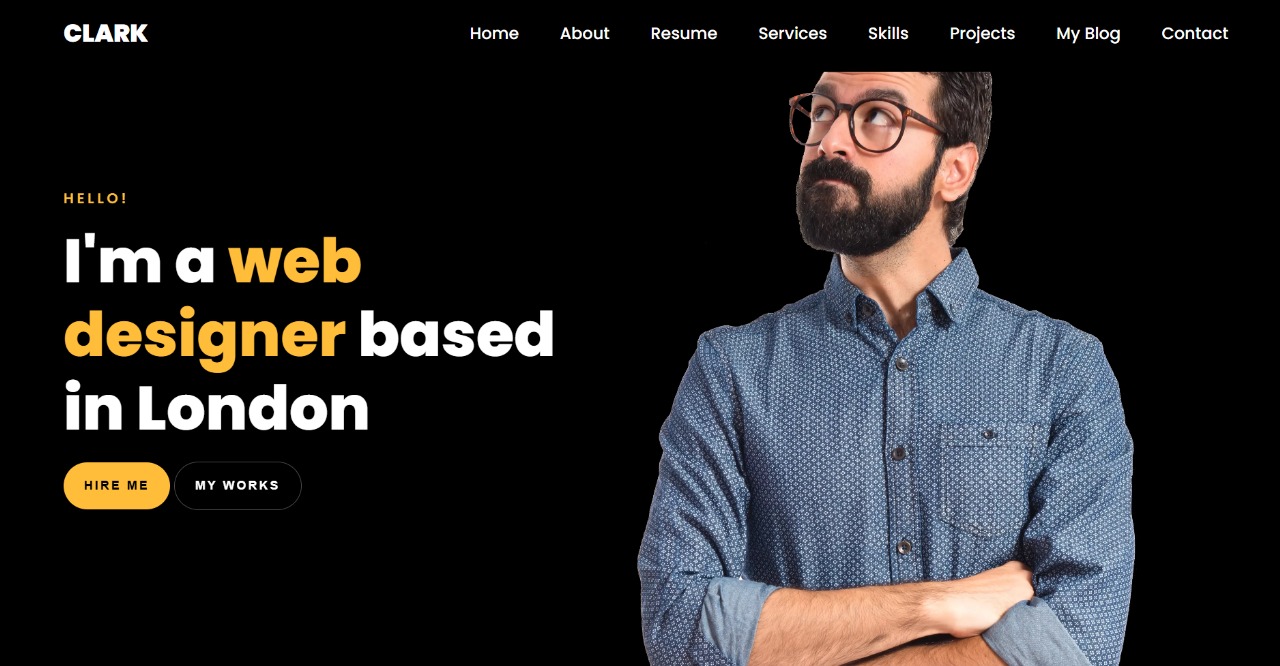 CLARK
Home About Resume Services Skills Projects My Blog Contact
HELLO!
I'm a web
designer based
in London
HIRE ME
MY WORKS